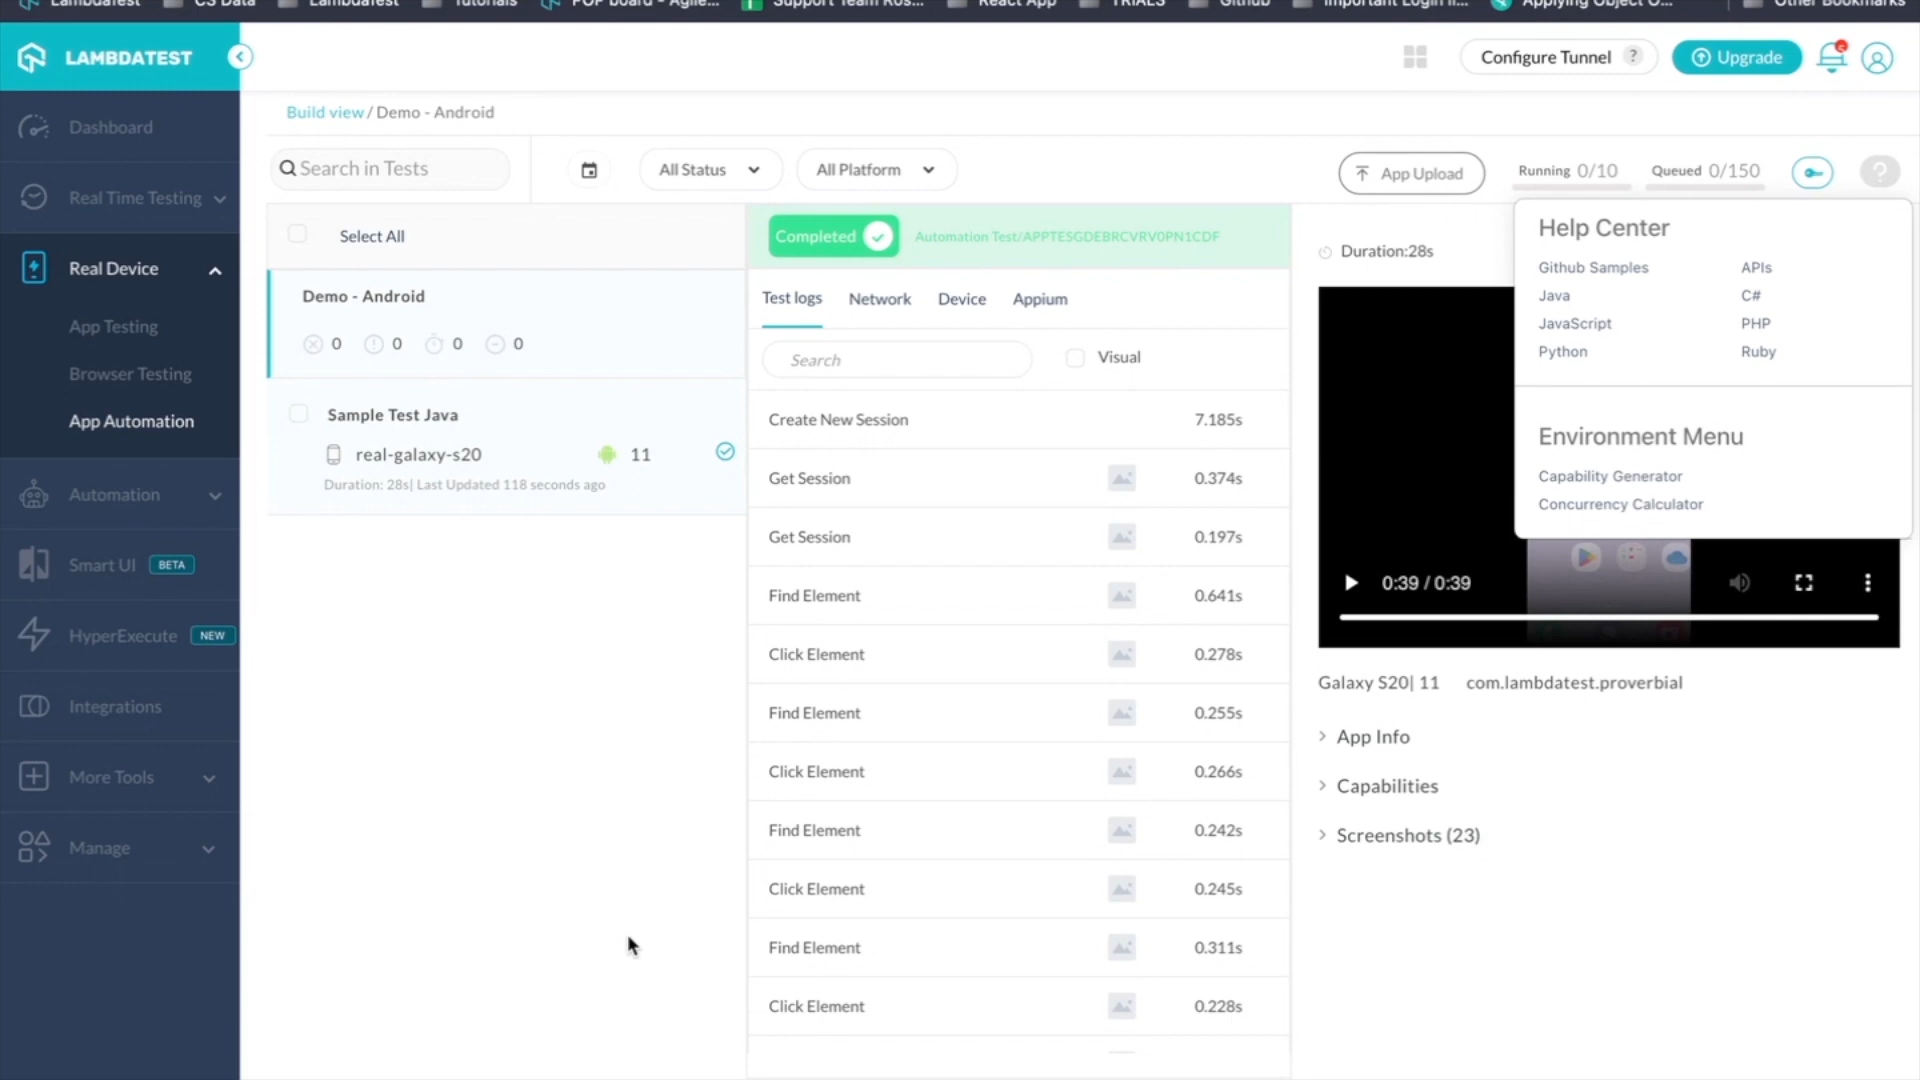 LAMBDATEST
Configure Tunnel ?
Upgrade
Build view / Demo - Android
Search in Tests
All Status
All Platform
App Upload
Running 0/10
Queued 0/150
?
Dashboard
Real Time Testing
Real Device
App Testing
Browser Testing
App Automation
Automation
Smart UI BETA
HyperExecute NEW
Integrations
More Tools
Manage
Select All
Demo - Android
0 0 0 0
Sample Test Java
real-galaxy-s20 11
Duration: 28s| Last Updated 118 seconds ago
Completed
Automation Test/APPTESGDEBRCVRV0PN1CDF
Test logs Network Device Appium
Search
Visual
Create New Session 7.185s
Get Session 0.374s
Get Session 0.197s
Find Element 0.641s
Click Element 0.278s
Find Element 0.255s
Click Element 0.266s
Find Element 0.242s
Click Element 0.245s
Find Element 0.311s
Click Element 0.228s
Duration:28s
Help Center
Github Samples APIs
Java C#
JavaScript PHP
Python Ruby
Environment Menu
Capability Generator
Concurrency Calculator
0:39 / 0:39
Galaxy S20| 11 com.lambdatest.proverbial
App Info
Capabilities
Screenshots (23)